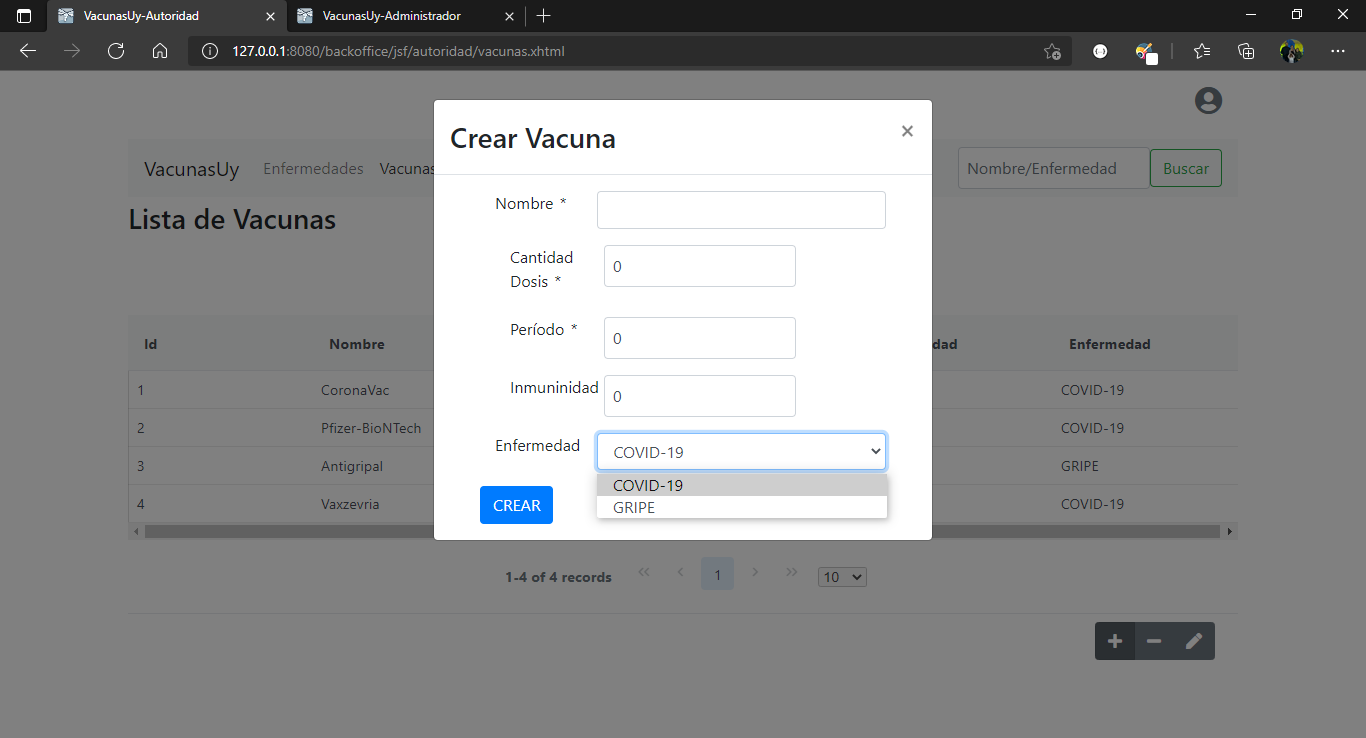 VacunasUy-Autoridad
VacunasUy-Administrador
127.0.0.1:8080/backoffice/jsf/autoridad/vacunas.xhtml
Crear Vacuna
×
VacunasUy Enfermedades Vacunas
Nombre/Enfermedad Buscar
Lista de Vacunas
Nombre *
Cantidad
Dosis *
0
Período *
0
Inmuninidad
0
Enfermedad
COVID-19
COVID-19
GRIPE
CREAR
Id Nombre dad Enfermedad
1 CoronaVac COVID-19
2 Pfizer-BioNTech COVID-19
3 Antigripal GRIPE
4 Vaxzevria COVID-19
1-4 of 4 records 1 10